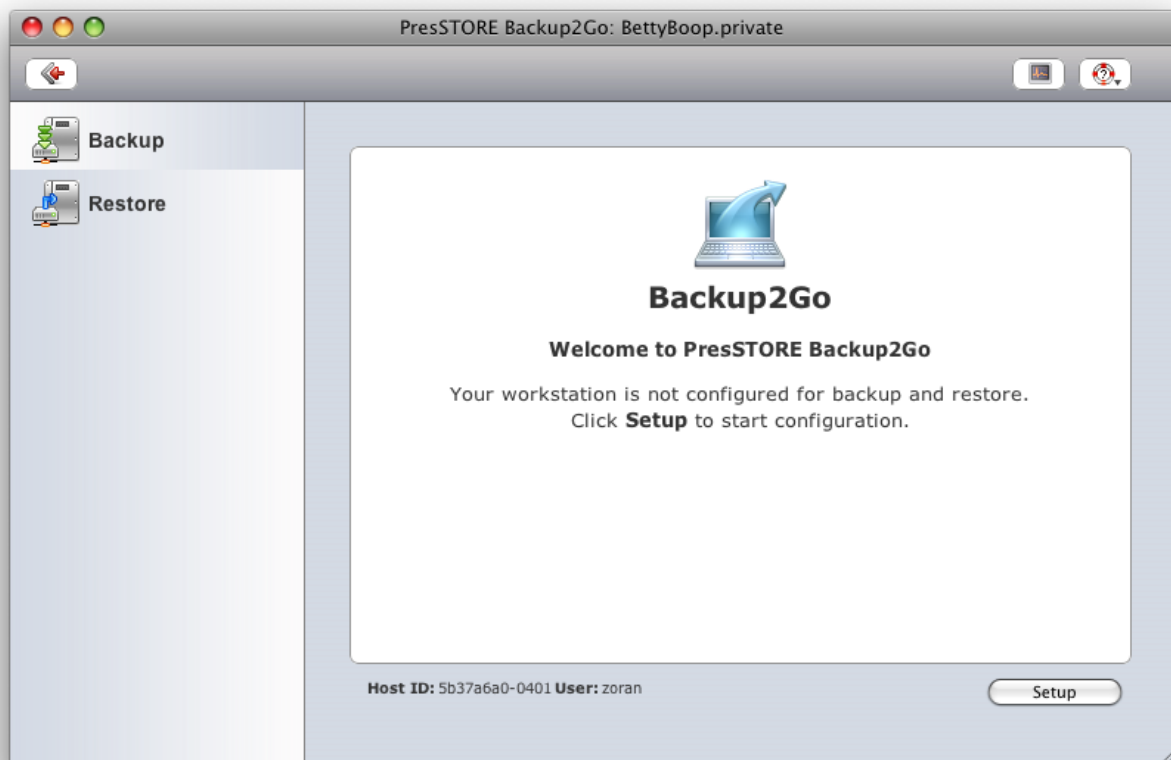 PresSTORE Backup2Go: BettyBoop.private
Backup
Restore
Backup2Go
Welcome to PresSTORE Backup2Go
Your workstation is not configured for backup and restore.
Click Setup to start configuration.
Host ID: 5b37a6a0-0401 User: zoran
Setup